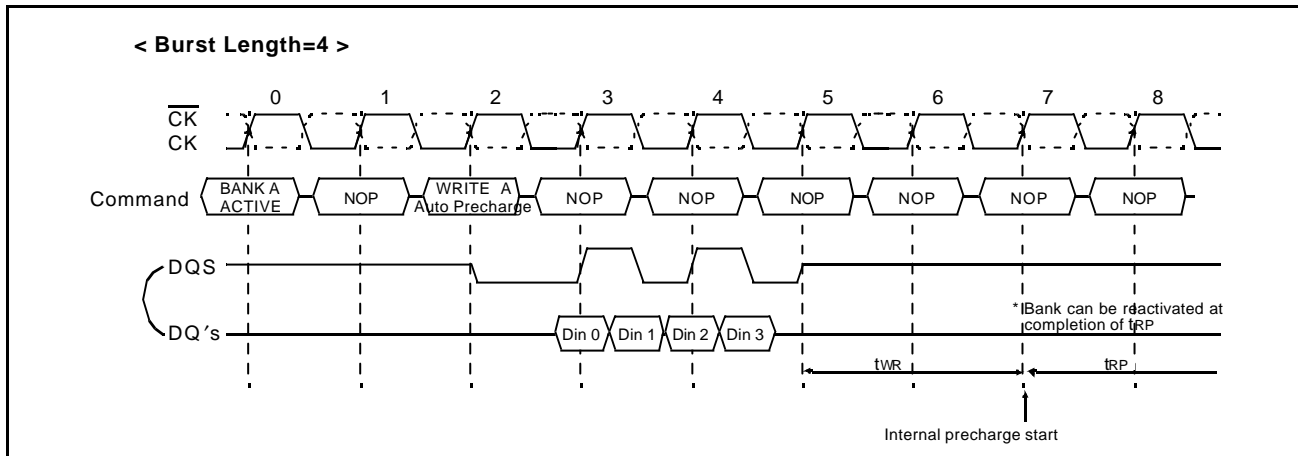 < Burst Length=4 >
0 1 2 3 4 5 6 7 8
CK
CK
Command
BANK A
ACTIVE
NOP
WRITE A
Auto Precharge
NOP
NOP
NOP
NOP
NOP
NOP
DQS
* Bank can be reactivated at
completion of tRP
DQ's
Din 0 Din 1 Din 2 Din 3
tWR
tRP
Internal precharge start